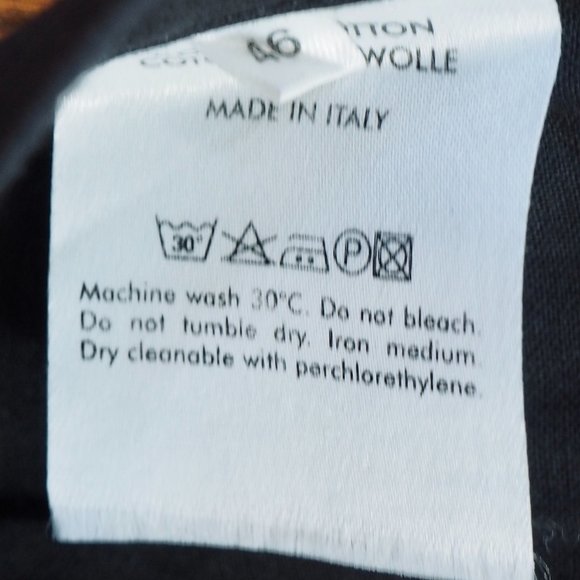 46
WOLLE
MADE IN ITALY
30°
P
Machine wash 30°C. Do not bleach.
Do not tumble dry. Iron medium.
Dry cleanable with perchlorethylene.